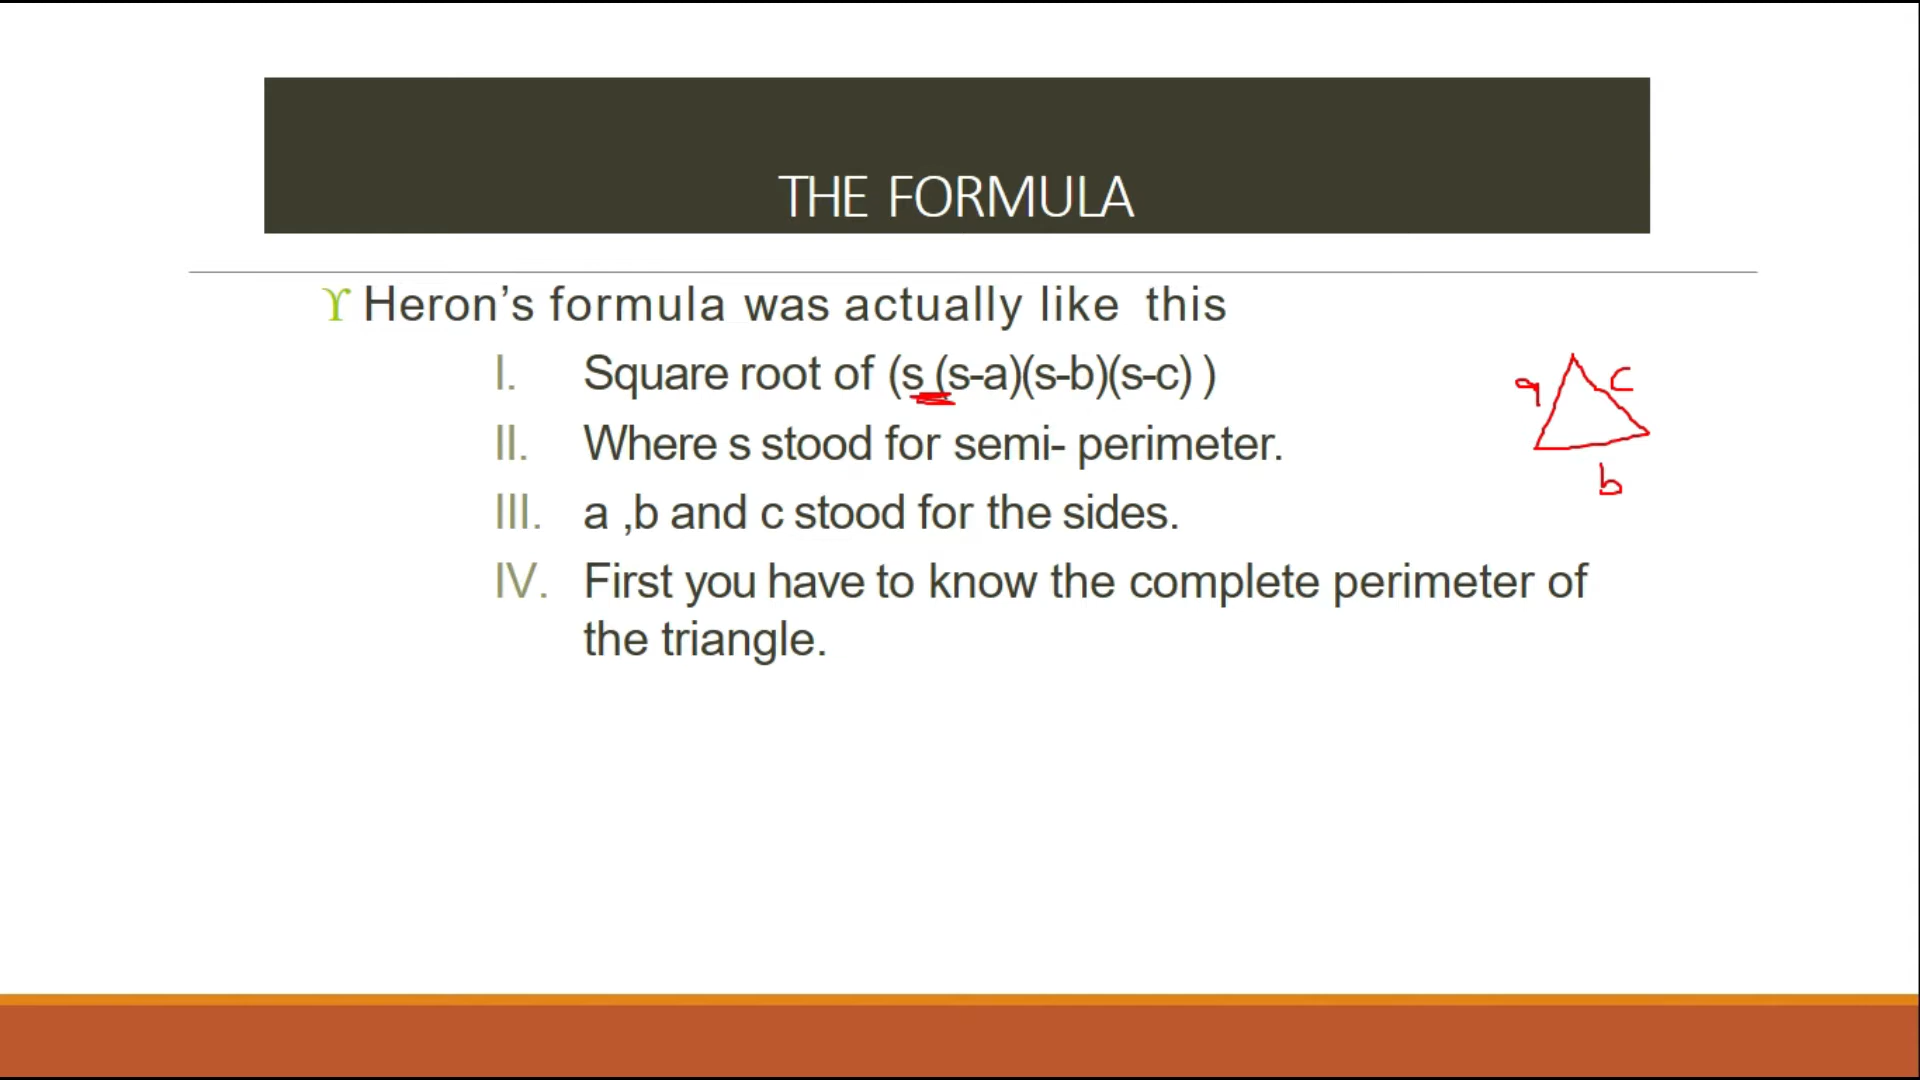 THE FORMULA
ϒ Heron’s formula was actually like this
I. Square root of (s (s-a)(s-b)(s-c) )
II. Where s stood for semi- perimeter.
III. a ,b and c stood for the sides.
IV. First you have to know the complete perimeter of
the triangle.
a
c
b